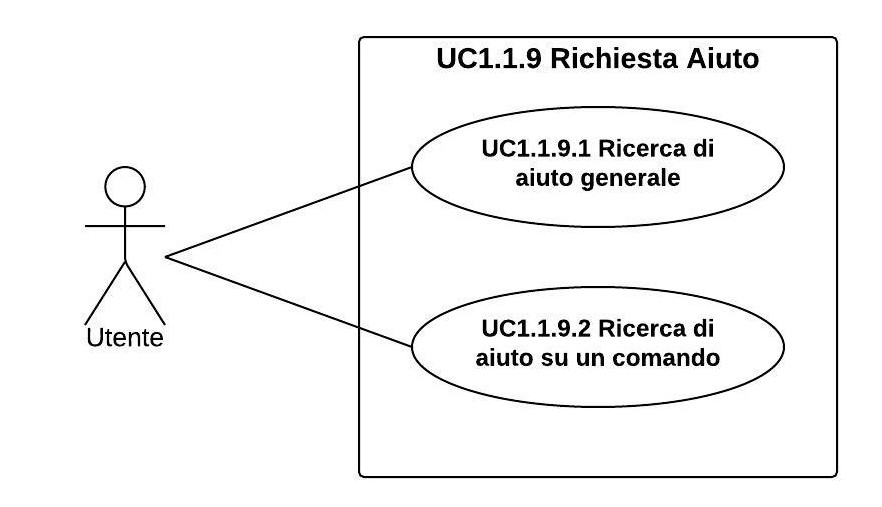 UC1.1.9 Richiesta Aiuto
UC1.1.9.1 Ricerca di
aiuto generale
Utente
UC1.1.9.2 Ricerca di
aiuto su un comando